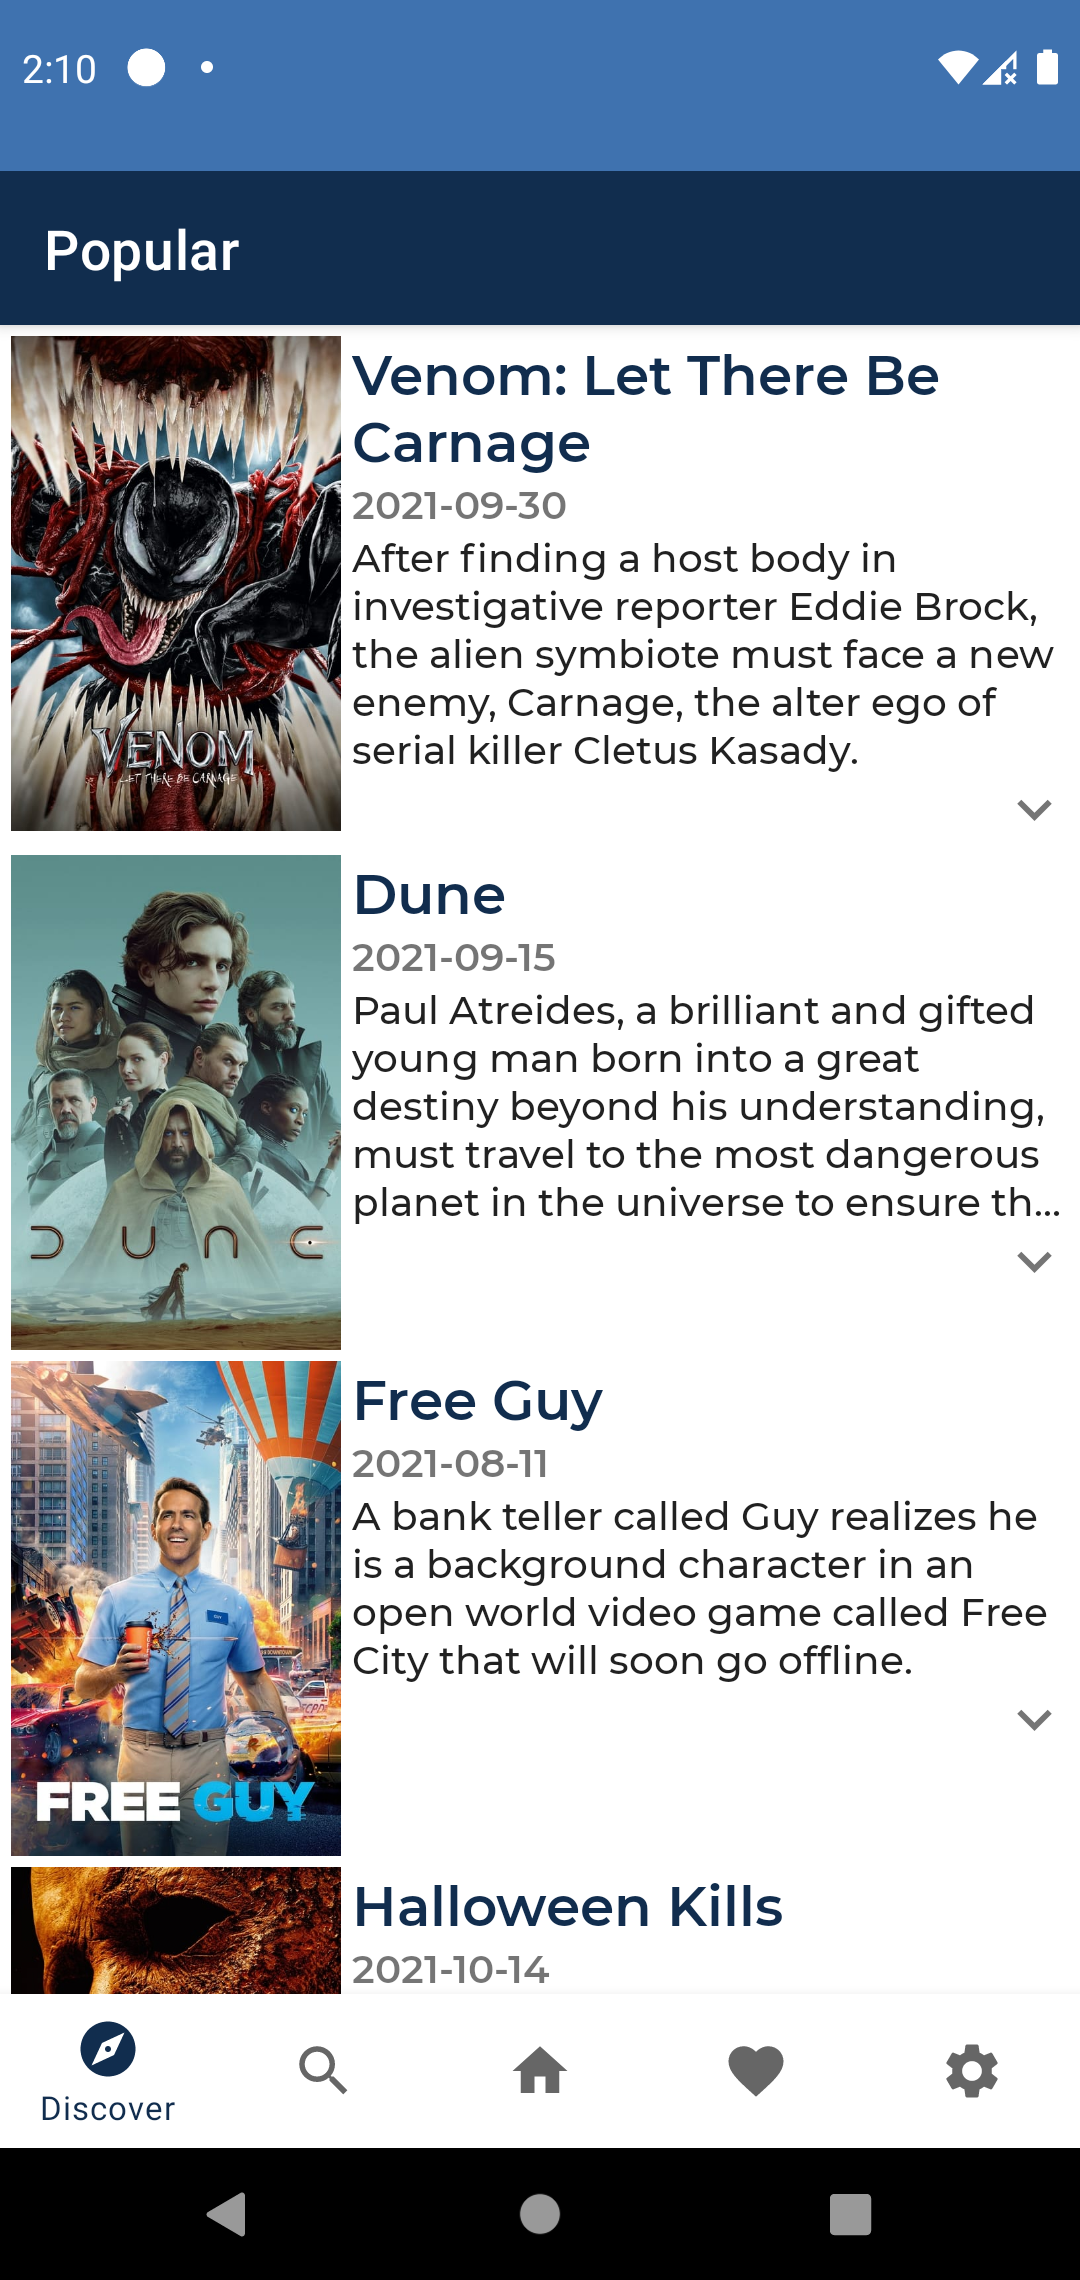 2:10
Popular
Venom: Let There Be
Carnage
2021-09-30
After finding a host body in
investigative reporter Eddie Brock,
the alien symbiote must face a new
enemy, Carnage, the alter ego of
serial killer Cletus Kasady.
VENOM
LET THERE BE CARNAGE
Dune
2021-09-15
Paul Atreides, a brilliant and gifted
young man born into a great
destiny beyond his understanding,
must travel to the most dangerous
planet in the universe to ensure th...
DUNE
Free Guy
2021-08-11
A bank teller called Guy realizes he
is a background character in an
open world video game called Free
City that will soon go offline.
FREE GUY
Halloween Kills
2021-10-14
Discover